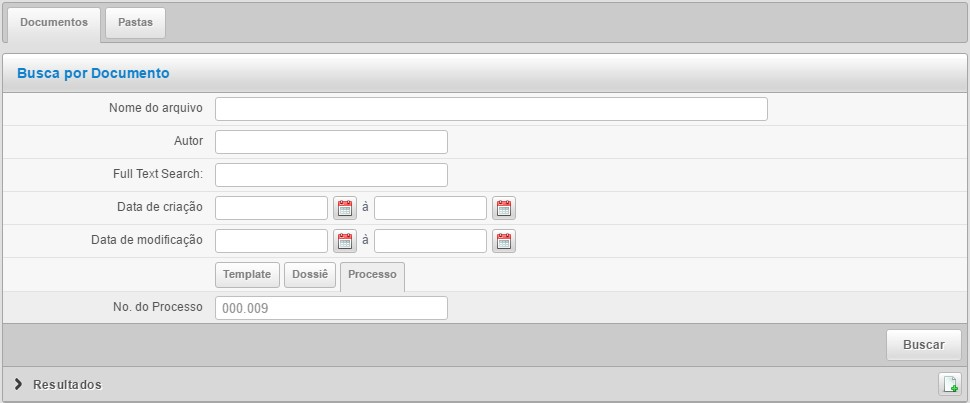 Documentos Pastas
Busca por Documento
Nome do arquivo
Autor
Full Text Search:
Data de criação à
Data de modificação à
Template Dossiê Processo
No. do Processo 000.009
Buscar
Resultados